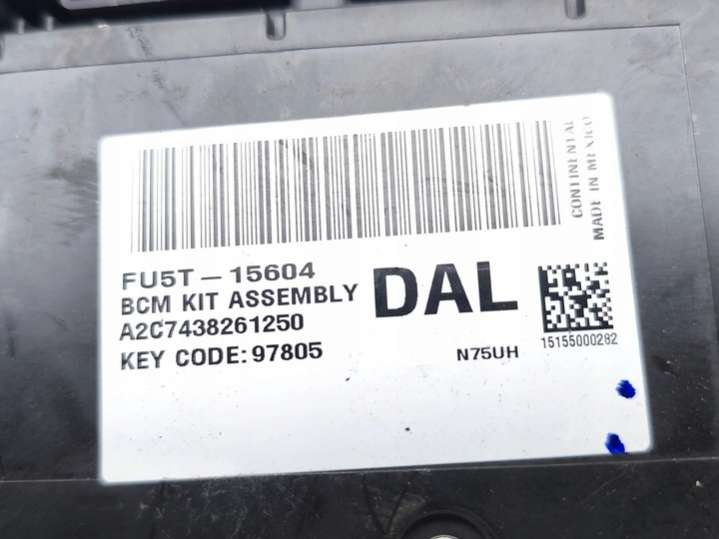 CONTINENTAL
MADE IN MEXICO
FU5T-15604
BCM KIT ASSEMBLY
A2C7438261250
KEY CODE: 97805
DAL
N75UH
15155000282